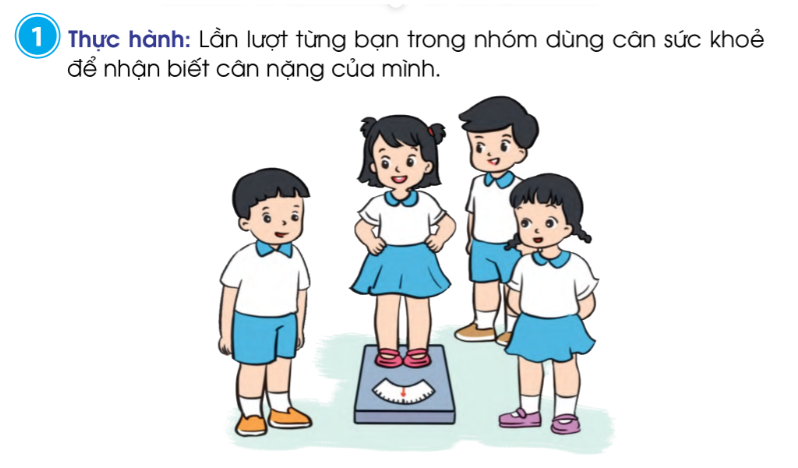 1 Thực hành: Lần lượt từng bạn trong nhóm dùng cân sức khoẻ
để nhận biết cân nặng của mình.